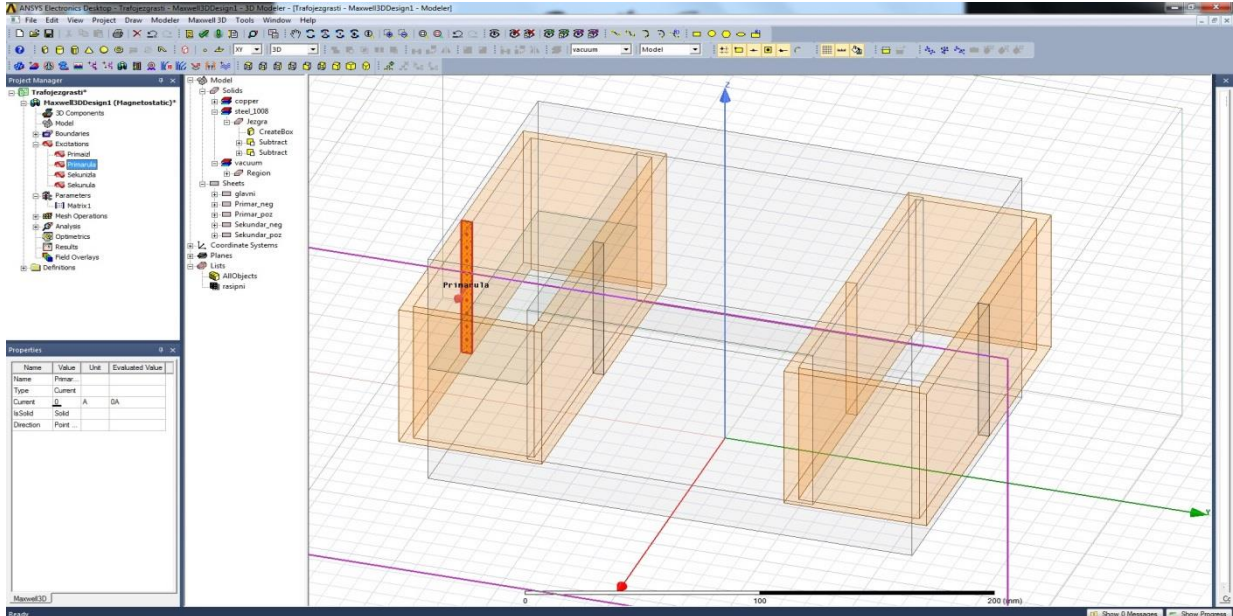 ANSYS Electronics Desktop - Trafojezgrasti - Maxwell3DDesign1 - 3D Modeler - [Trafojezgrasti - Maxwell3DDesign1 - Modeler]
File Edit View Project Draw Modeler Maxwell 3D Tools Window Help
XY 3D vacuum Model
Project Manager
Trafojezgrasti*
Maxwell3DDesign1 (Magnetostatic)*
3D Components
Model
Boundaries
Excitations
Primarula
Sekunizla
Sekunula
Parameters
Matrix1
Mesh Operations
Analysis
Optimetrics
Results
Field Overlays
Definitions
Model
Solids
copper
steel_1008
Jezgra
CreateBox
Subtract
Subtract
vacuum
Region
Sheets
glavni
Primar_neg
Primar_poz
Sekundar_neg
Sekundar_poz
Coordinate Systems
Planes
Lists
AllObjects
rasipni
Properties
Name Value Unit Evaluated Value
Name Primar...
Type Current
Current 0 A 0A
IsSolid Solid
Direction Point ...
Maxwell3D
Z
Primarula
Y
0 100 200 (mm)
Ready
Show 0 Messages Show Progress